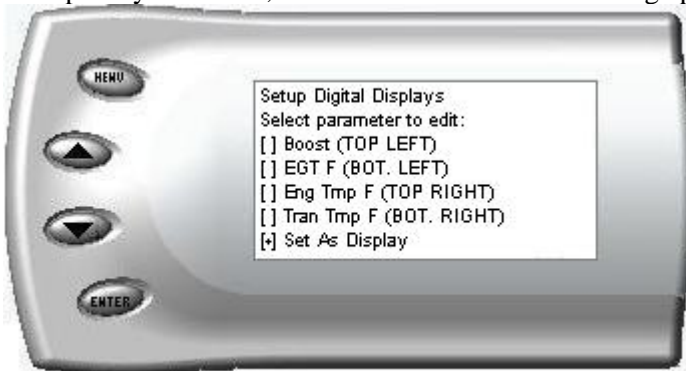 MENU
Setup Digital Displays
Select parameter to edit:
[ ] Boost (TOP LEFT)
[ ] EGT F (BOT. LEFT)
[ ] Eng Tmp F (TOP RIGHT)
[ ] Tran Tmp F (BOT. RIGHT)
[+] Set As Display
ENTER